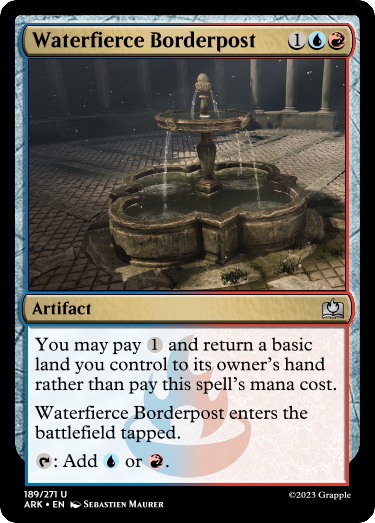 Waterfierce Borderpost 1
Artifact
You may pay 1 and return a basic
land you control to its owner's hand
rather than pay this spell's mana cost.
Waterfierce Borderpost enters the
battlefield tapped.
: Add or .
189/271 U
ARK • EN Sebastien Maurer
©2023 Grapple